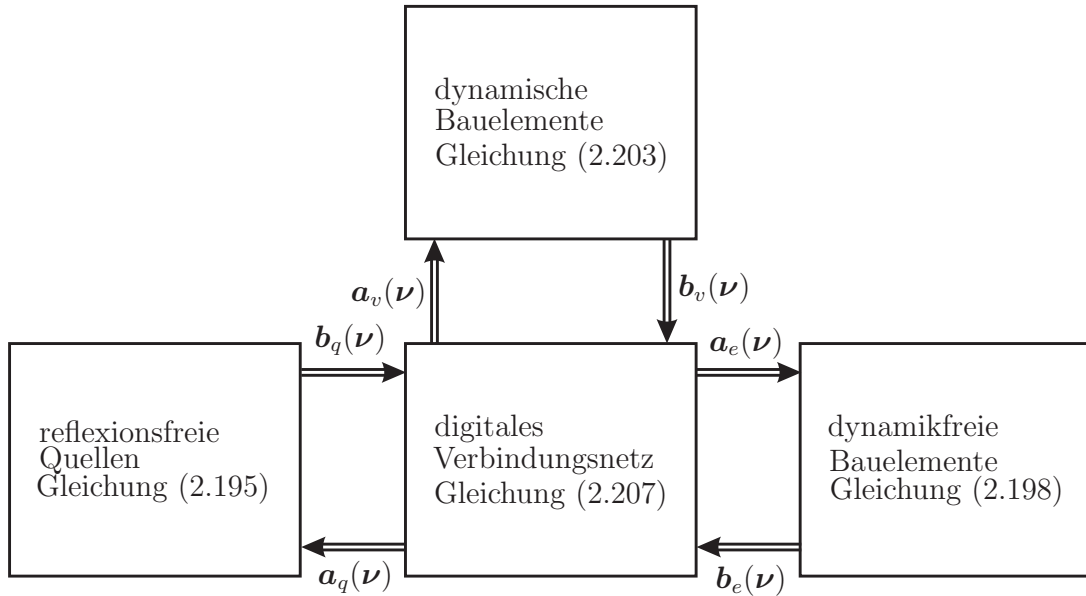 dynamische
Bauelemente
Gleichung (2.203)
a_v(ν)
b_v(ν)
b_q(ν)
a_e(ν)
reflexionsfreie
Quellen
Gleichung (2.195)
digitales
Verbindungsnetz
Gleichung (2.207)
dynamikfreie
Bauelemente
Gleichung (2.198)
a_q(ν)
b_e(ν)